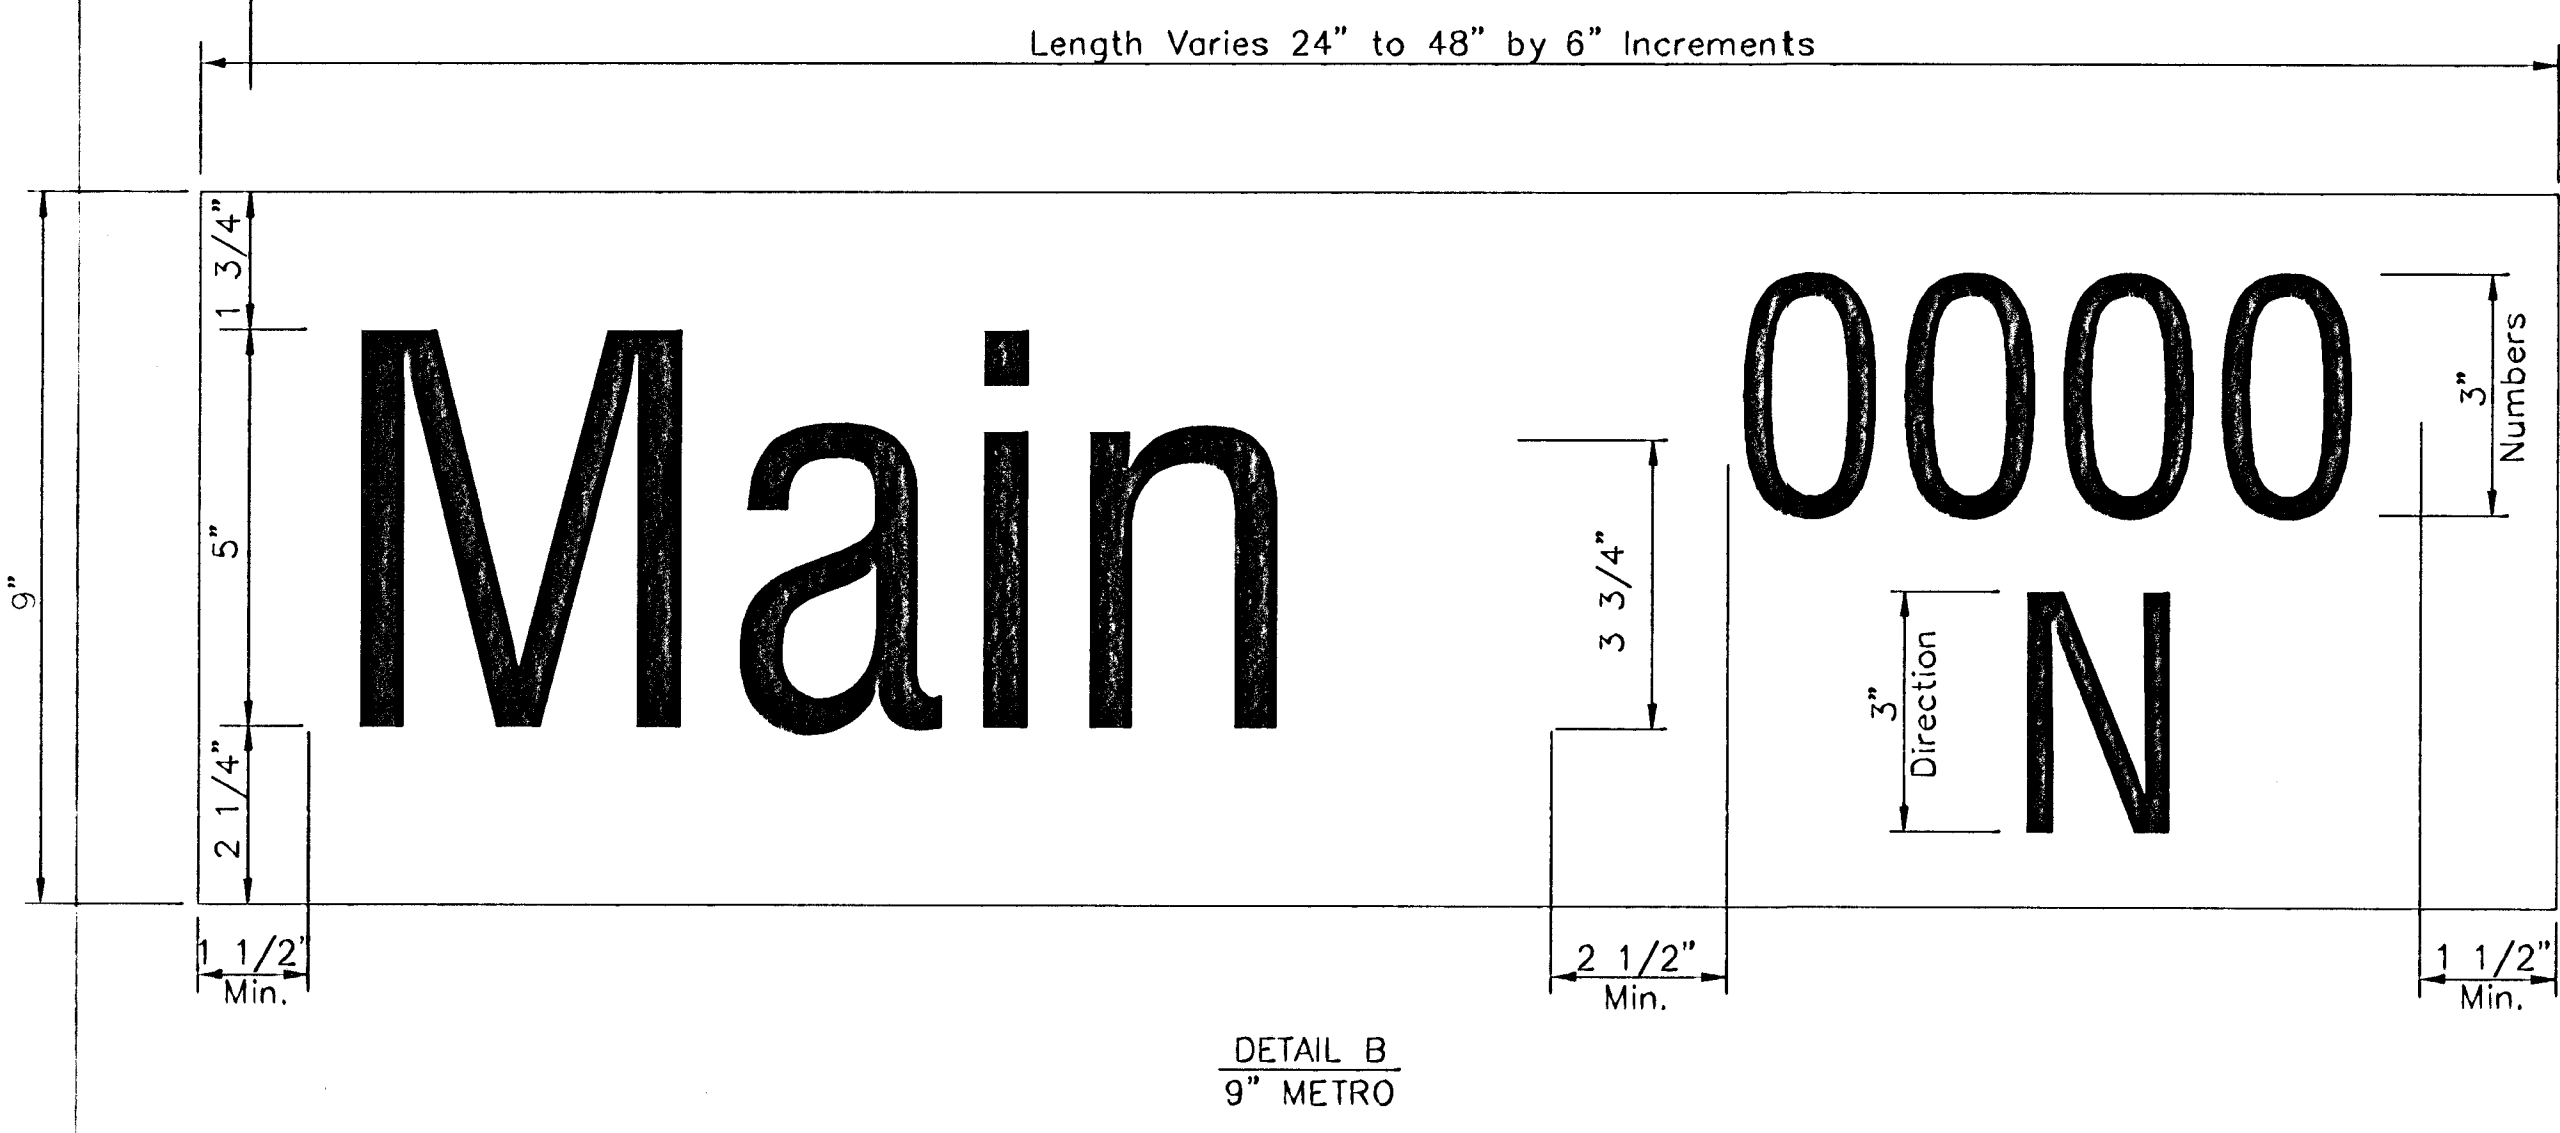 Length Varies 24" to 48" by 6" Increments
9"
1 3/4"
5"
2 1/4"
Main
3 3/4"
0000
3"
Numbers
N
3"
Direction
1 1/2'
Min.
2 1/2"
Min.
1 1/2"
Min.
DETAIL B
9" METRO